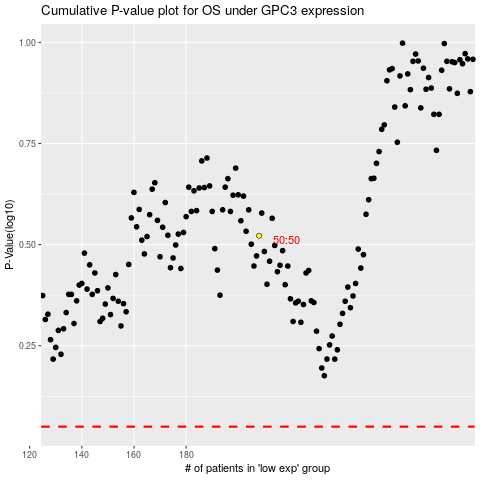 Cumulative P-value plot for OS under GPC3 expression
P-Value(log10)
1.00
0.75
0.50
0.25
50:50
120 140 160 180
# of patients in 'low exp' group